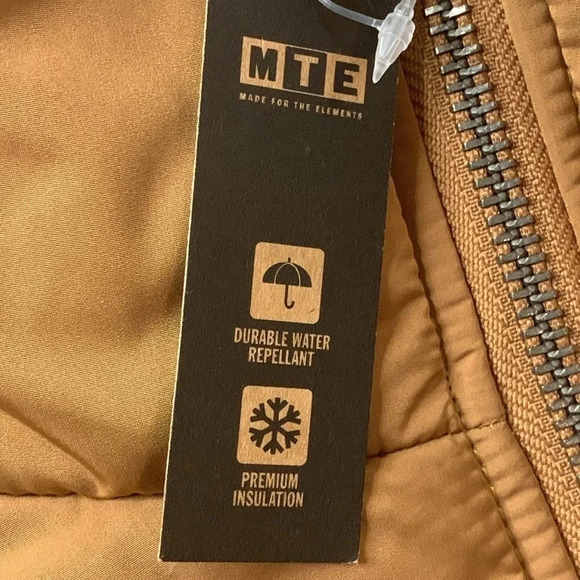 MTE
MADE FOR THE ELEMENTS
DURABLE WATER
REPELLANT
PREMIUM
INSULATION